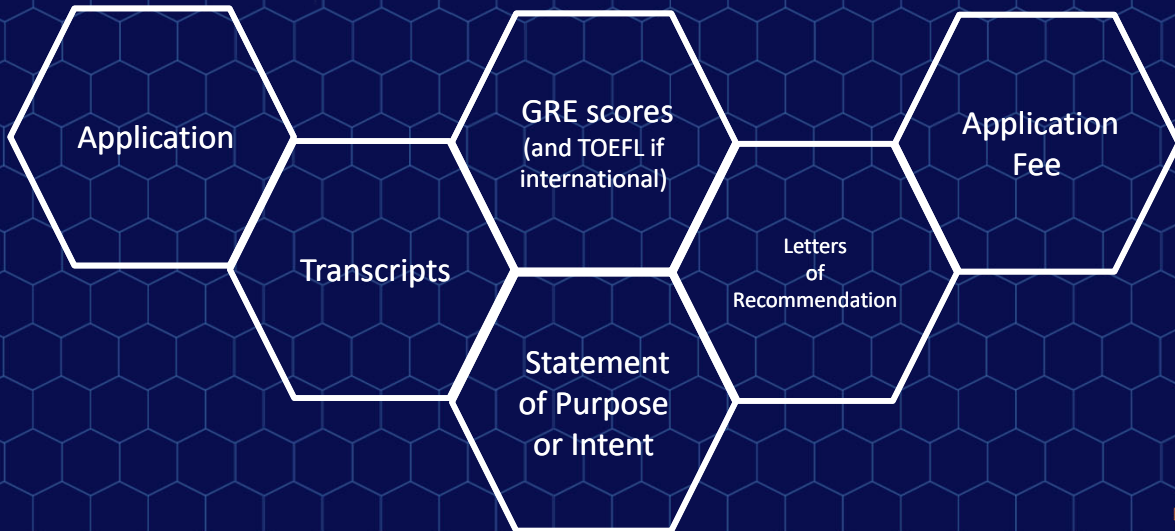 Application
Transcripts
GRE scores
(and TOEFL if
international)
Statement
of Purpose
or Intent
Letters
of
Recommendation
Application
Fee